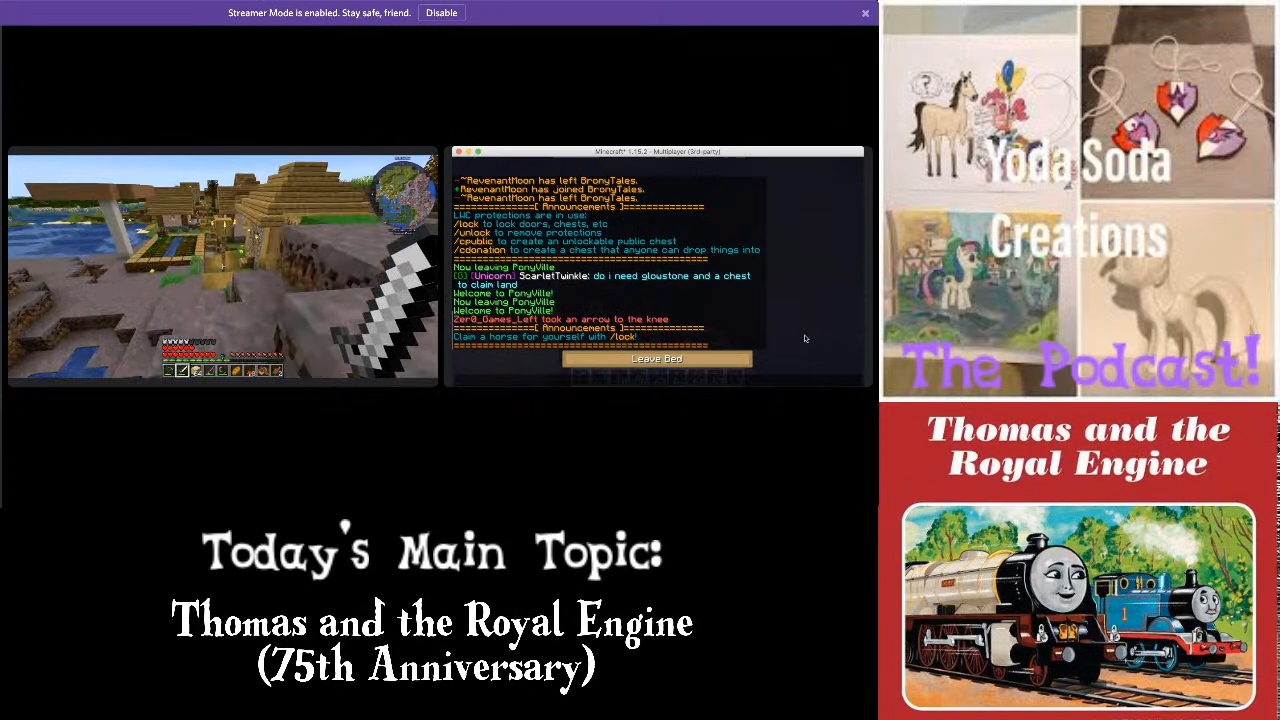 Streamer Mode is enabled. Stay safe, friend.
Disable
Minecraft* 1.15.2 - Multiplayer (3rd-party)
~RevenantMoon has left BronyTales.
+RevenantMoon has joined BronyTales.
~RevenantMoon has left BronyTales.
=============[ Announcements ]=============
LWC protections are in use:
/lock to lock doors, chests, etc
/unlock to remove protections
/cpublic to create an unlockable public chest
/cdonation to create a chest that anyone can drop things into
Now leaving PonyVille
[G] [Unicorn] ScarletTwinkle: do i need glowstone and a chest
to claim land
Welcome to PonyVille!
Now leaving PonyVille
Welcome to PonyVille!
Zer0_Games_Left took an arrow to the knee
=============[ Announcements ]=============
Claim a horse for yourself with /lock!
Leave Bed
Yoda Soda
Creations
The Podcast!
Thomas and the
Royal Engine
1
Today's Main Topic:
Thomas and the Royal Engine
(75th Anniversary)